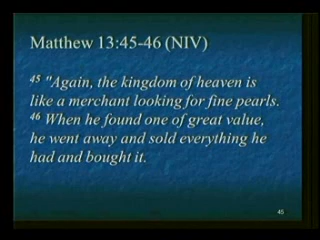 Matthew 13:45-46 (NIV)
45 "Again, the kingdom of heaven is
like a merchant looking for fine pearls.
46 When he found one of great value,
he went away and sold everything he
had and bought it.
45